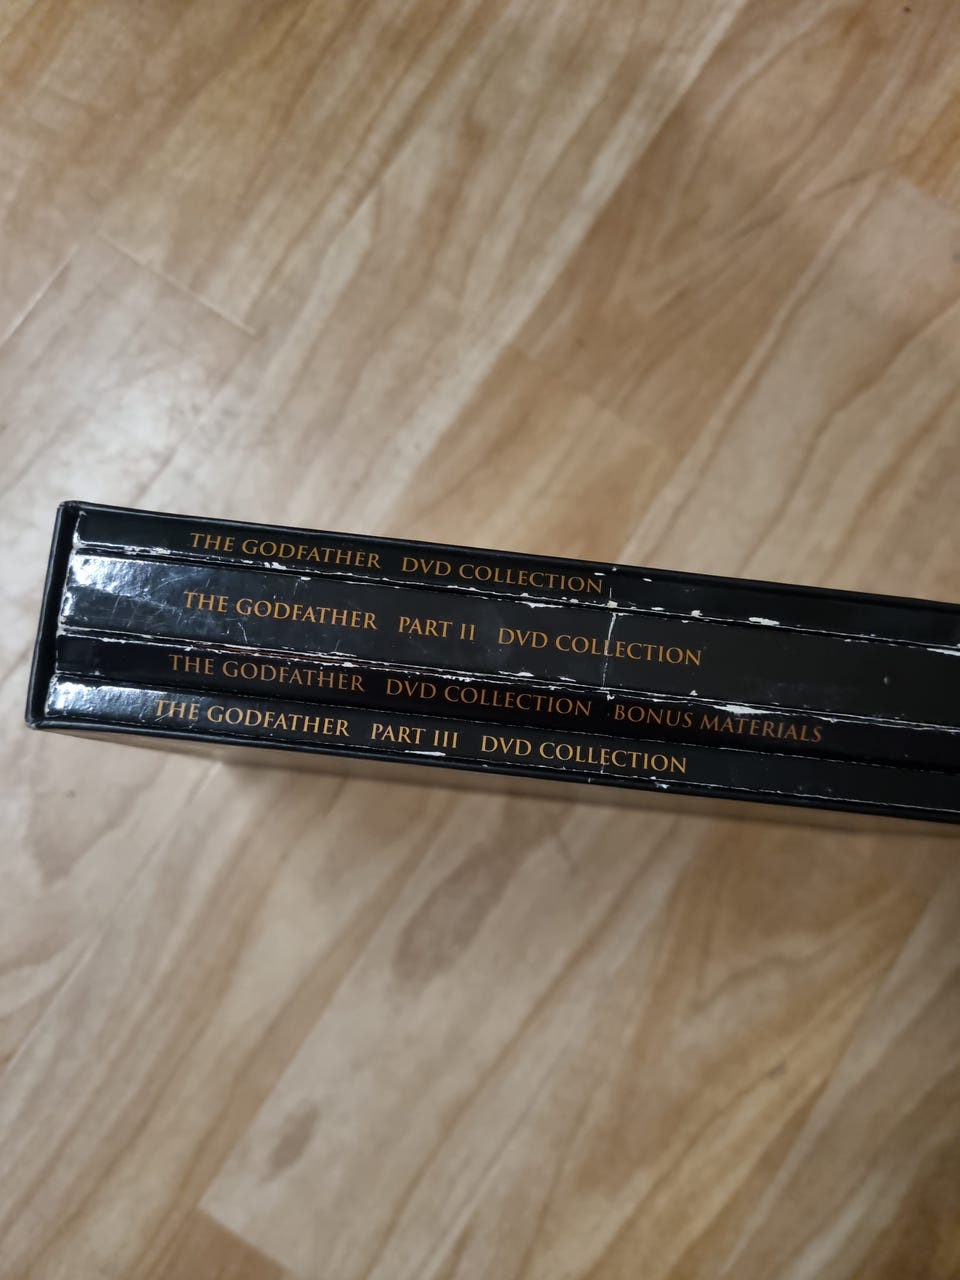 THE GODFATHER DVD COLLECTION
THE GODFATHER PART II DVD COLLECTION
THE GODFATHER DVD COLLECTION BONUS MATERIALS
THE GODFATHER PART III DVD COLLECTION